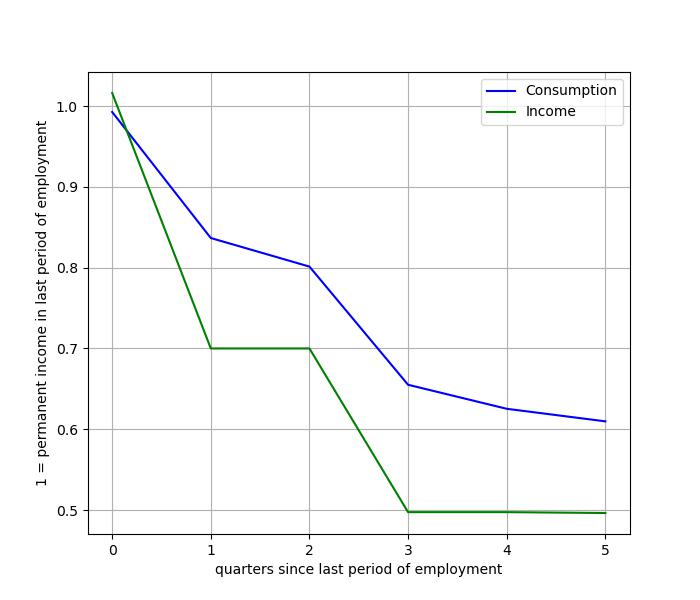 Consumption
Income
1.0
0.9
0.8
0.7
0.6
0.5
1 = permanent income in last period of employment
0 1 2 3 4 5
quarters since last period of employment